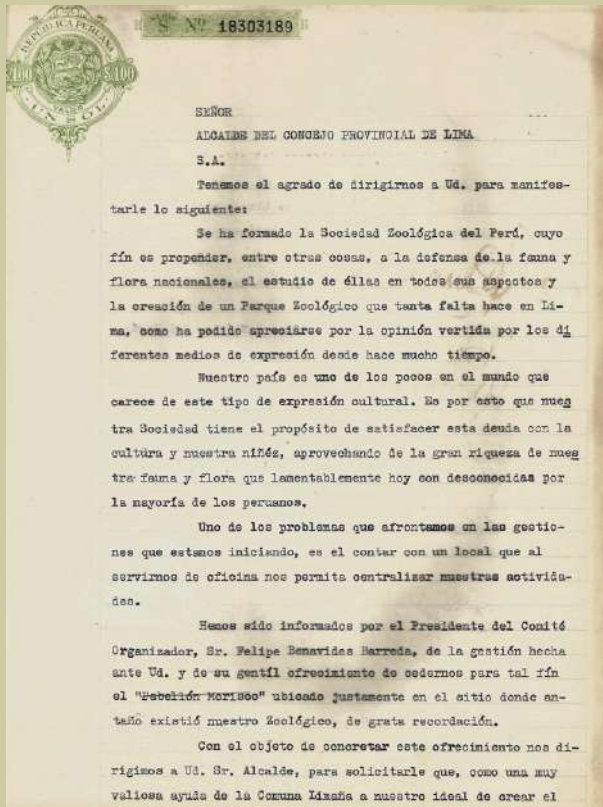 REPUBLICA PERUANA
S/.1.00 S/.1.00
UN SOL
S Nº 18303189
SEÑOR
ALCALDE DEL CONCEJO PROVINCIAL DE LIMA
S.A.
Tenemos el agrado de dirigirnos a Ud. para manifes-
tarle lo siguiente:
Se ha formado la Sociedad Zoológica del Perú, cuyo
fín es propender, entre otras cosas, a la defensa de la fauna y
flora nacionales, el estudio de éllas en todos sus aspectos y
la creación de un Parque Zoológico que tanta falta hace en Li-
ma, como ha podido apreciarse por la opinión vertida por los di
ferentes medios de expresión desde hace mucho tiempo.
Nuestro país es uno de los pocos en el mundo que
carece de este tipo de expresión cultural. Es por esto que nues
tra Sociedad tiene el propósito de satisfacer esta deuda con la
cultura y nuestra niñéz, aprovechando de la gran riqueza de nues
tra fauna y flora que lamentablemente hoy son desconocidas por
la mayoría de los peruanos.
Uno de los problemas que afrontamos en las gestio-
nes que estamos iniciando, es el contar con un local que al
servirnos de oficina nos permita centralizar nuestras activida-
des.
Hemos sido informados por el Presidente del Comité
Organizador, Sr. Felipe Benavides Barreda, de la gestión hecha
ante Ud. y de su gentíl ofrecimiento de cedernos para tal fín
el "Pabellón Morisco" ubicado justamente en el sitio donde an-
taño existió nuestro Zoológico, de grata recordación.
Con el objeto de concretar este ofrecimiento nos di-
rigimos a Ud. Sr. Alcalde, para solicitarle que, como una muy
valiosa ayuda de la Comuna Limeña a nuestro ideal de crear el